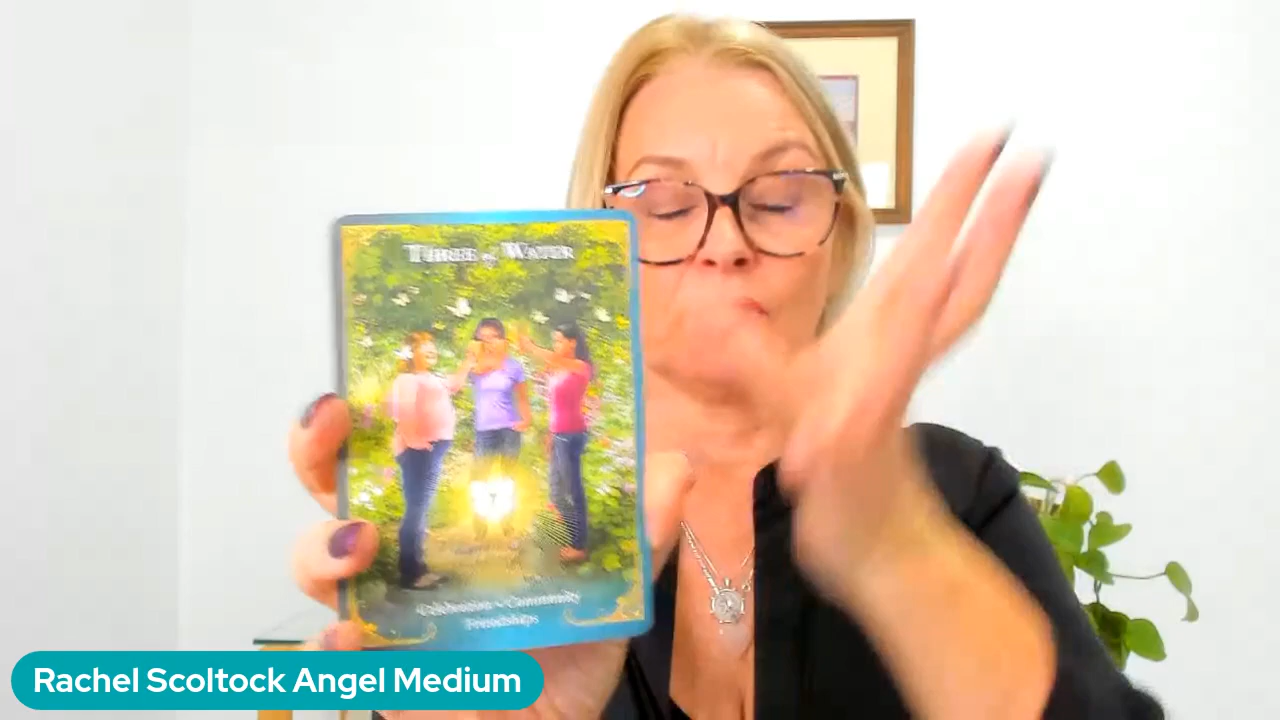 THREE OF WATER
Celebration • Community
Friendships
Rachel Scoltock Angel Medium